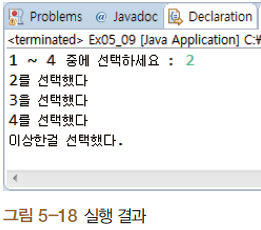 Problems @ Javadoc Declaration
<terminated> Ex05_09 [Java Application] C:₩
1 ~ 4 중에 선택하세요 : 2
2를 선택했다
3을 선택했다
4를 선택했다
이상한걸 선택했다.
그림 5-18 실행 결과